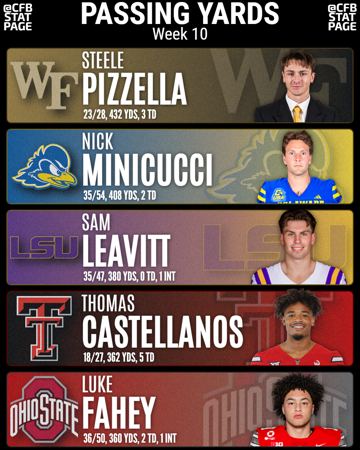 @CFB
STAT
PAGE
PASSING YARDS
Week 10
@CFB
STAT
PAGE
WF
STEELE
PIZZELLA
23/28, 432 YDS, 3 TD
NICK
MINICUCCI
35/54, 408 YDS, 2 TD
LSU
SAM
LEAVITT
35/47, 380 YDS, 0 TD, 1 INT
THOMAS
CASTELLANOS
18/27, 362 YDS, 5 TD
OHIO STATE
LUKE
FAHEY
36/50, 360 YDS, 2 TD, 1 INT